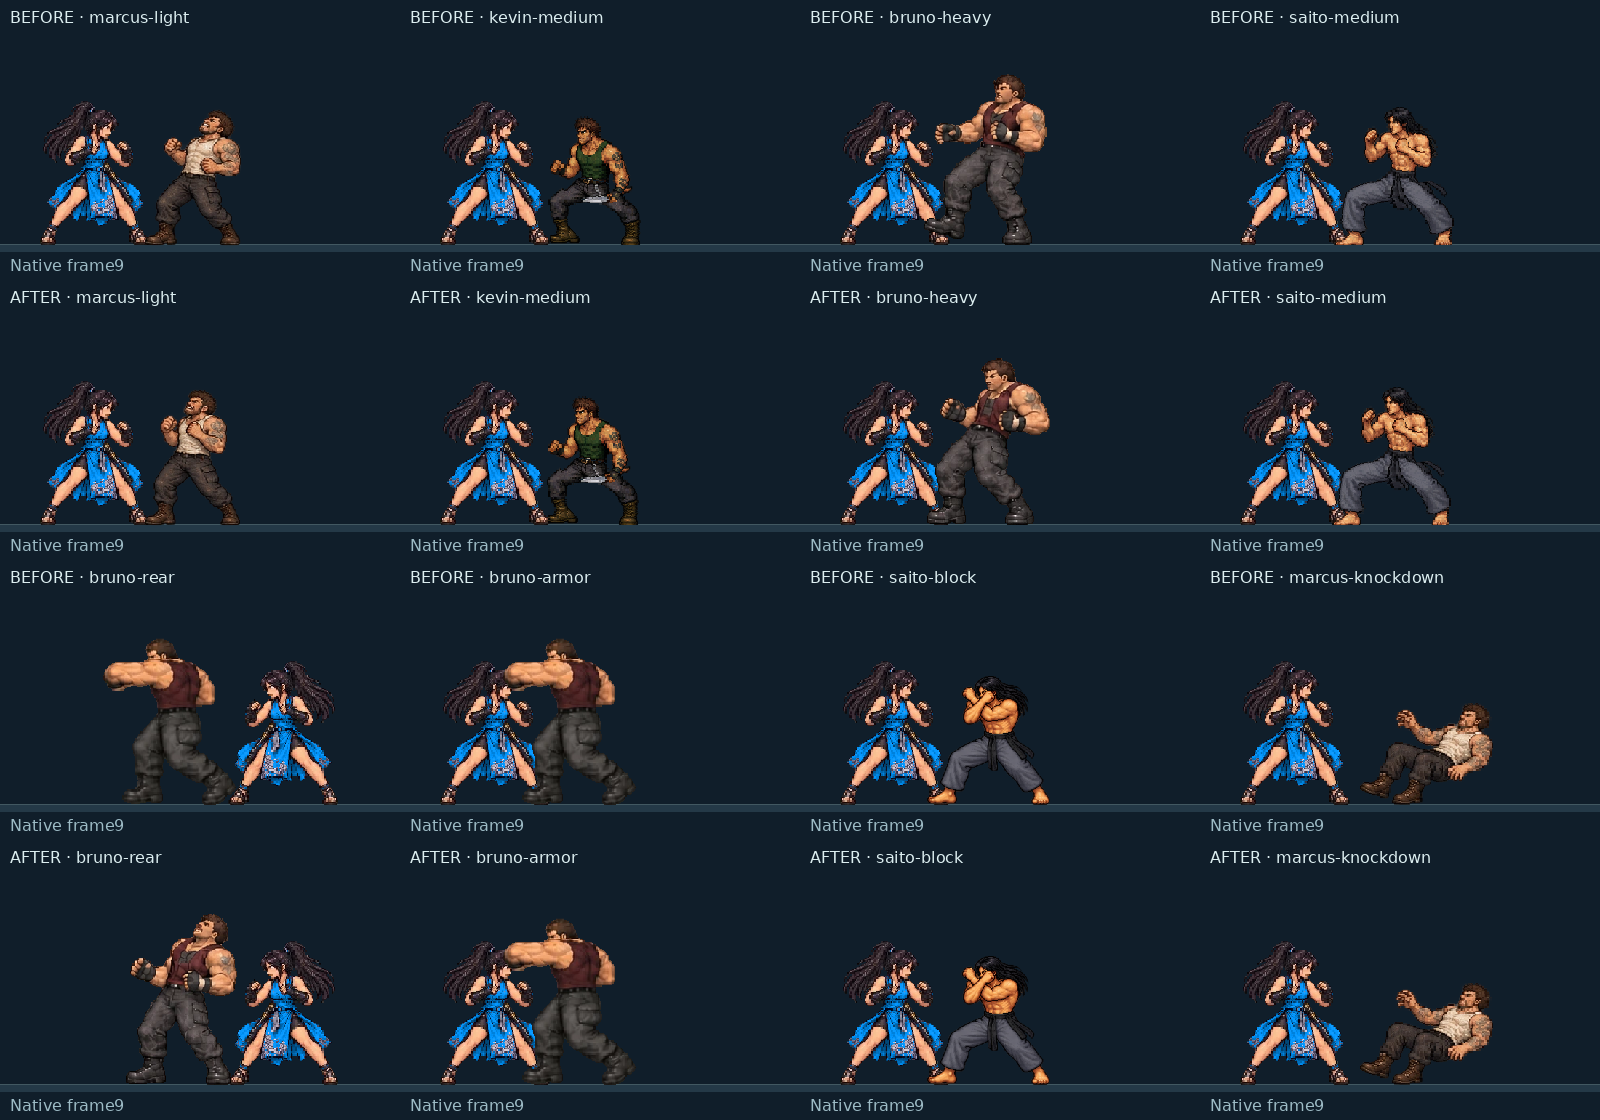 BEFORE · marcus-light
BEFORE · kevin-medium
BEFORE · bruno-heavy
BEFORE · saito-medium
Native frame9
Native frame9
Native frame9
Native frame9
AFTER · marcus-light
AFTER · kevin-medium
AFTER · bruno-heavy
AFTER · saito-medium
Native frame9
Native frame9
Native frame9
Native frame9
BEFORE · bruno-rear
BEFORE · bruno-armor
BEFORE · saito-block
BEFORE · marcus-knockdown
Native frame9
Native frame9
Native frame9
Native frame9
AFTER · bruno-rear
AFTER · bruno-armor
AFTER · saito-block
AFTER · marcus-knockdown
Native frame9
Native frame9
Native frame9
Native frame9